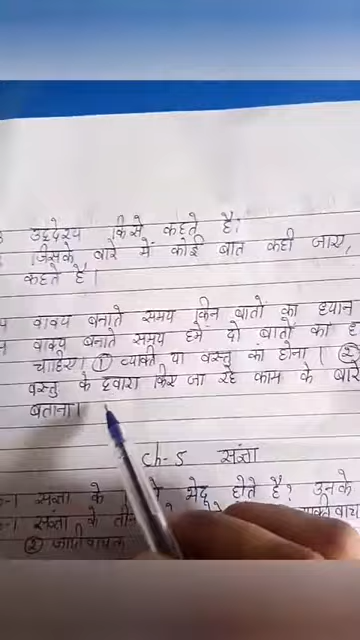 उद्देश्य किसे कहते है?
जिसके बारे में कोई बात कही जाए,
कहते है।
वाक्य बनाते समय किन बातों का ध्यान
वाक्य बनाते समय हमें दो बातों का
चाहिए। ① व्यक्ति या वस्तु का होना। ②
वस्तु के द्वारा किए जा रहे काम के बारे
बताना।
Ch-5 संज्ञा
संज्ञा के भेद होते है? उनके
संज्ञा के तीन
② जातिवाचक